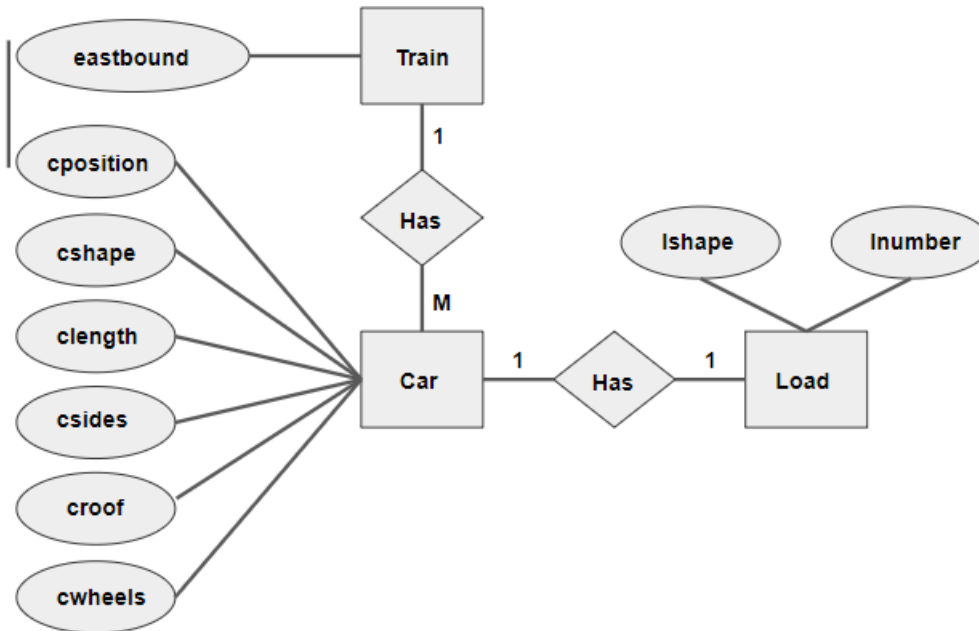 eastbound
Train
1
cposition
Has
cshape
lshape
lnumber
M
clength
Car
1
Has
1
Load
csides
croof
cwheels